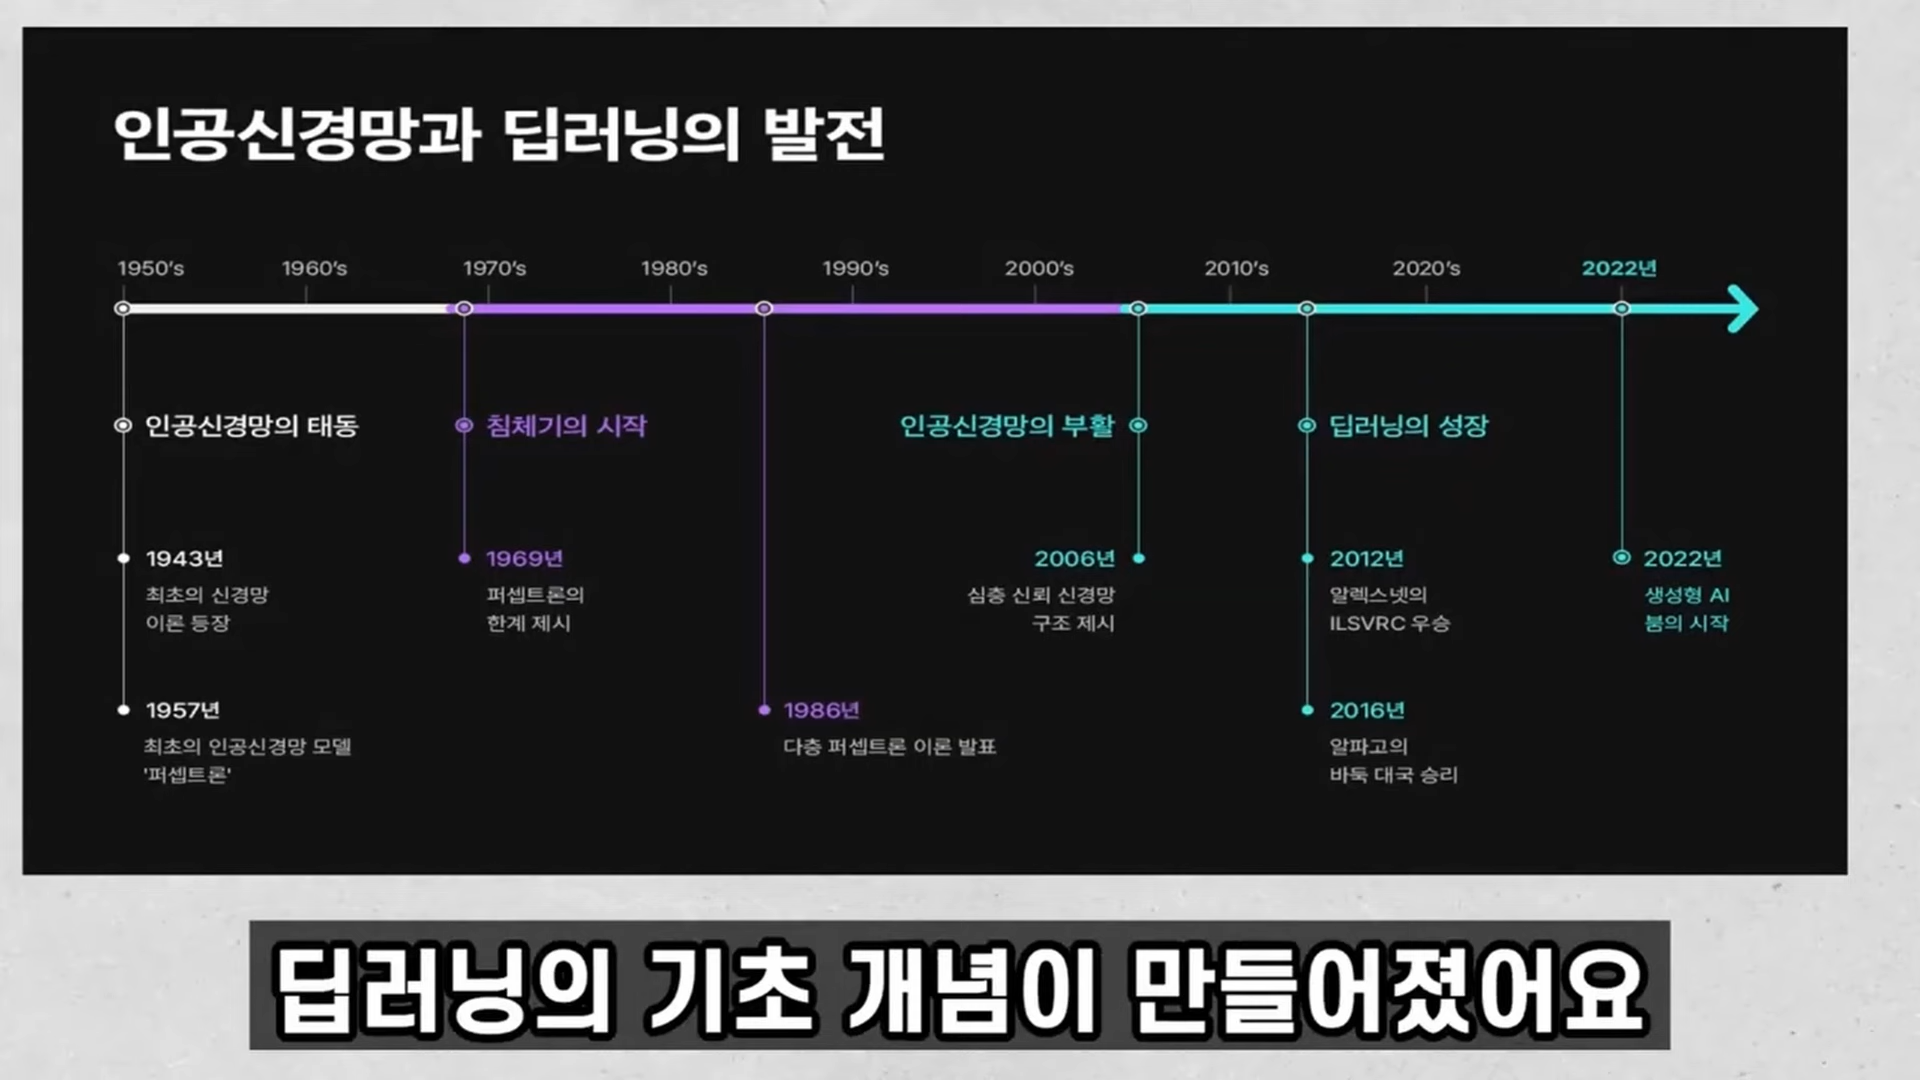 인공신경망과 딥러닝의 발전
1950's 1960's 1970's 1980's 1990's 2000's 2010's 2020's 2022년
인공신경망의 태동
침체기의 시작
인공신경망의 부활
딥러닝의 성장
1943년
최초의 신경망
이론 등장
1957년
최초의 인공신경망 모델
'퍼셉트론'
1969년
퍼셉트론의
한계 제시
1986년
다층 퍼셉트론 이론 발표
2006년
심층 신뢰 신경망
구조 제시
2012년
알렉스넷의
ILSVRC 우승
2016년
알파고의
바둑 대국 승리
2022년
생성형 AI
붐의 시작
딥러닝의 기초 개념이 만들어졌어요